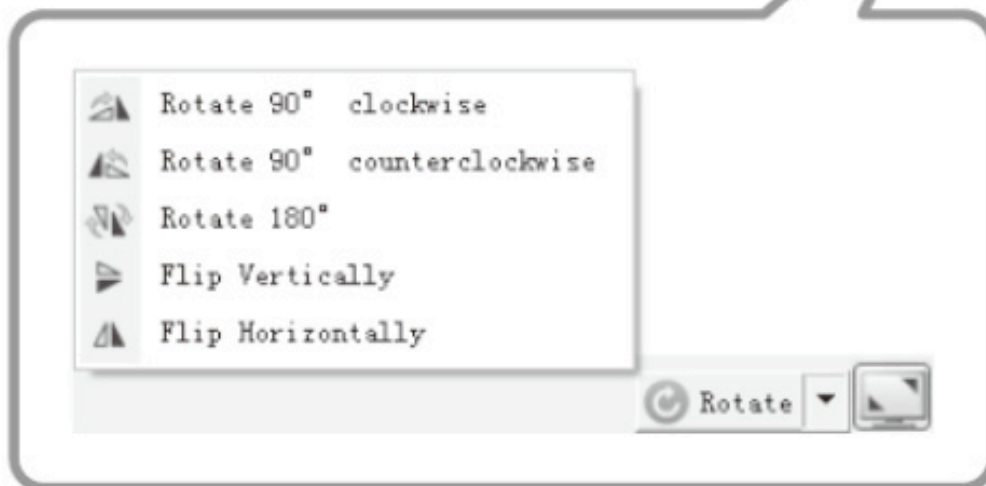 Rotate 90° clockwise
Rotate 90° counterclockwise
Rotate 180°
Flip Vertically
Flip Horizontally
Rotate